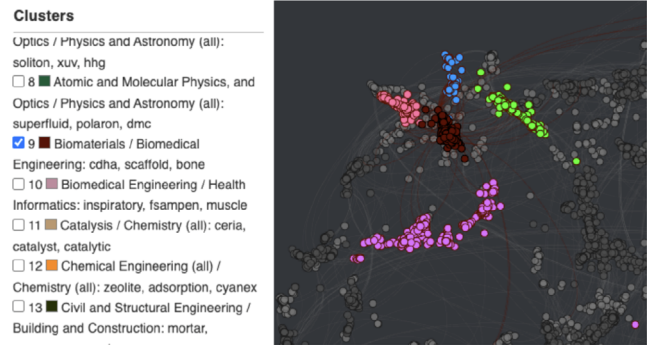 Clusters
Optics / Physics and Astronomy (all):
soliton, xuv, hhg
8 Atomic and Molecular Physics, and
Optics / Physics and Astronomy (all):
superfluid, polaron, dmc
9 Biomaterials / Biomedical
Engineering: cdha, scaffold, bone
10 Biomedical Engineering / Health
Informatics: inspiratory, fsampen, muscle
11 Catalysis / Chemistry (all): ceria,
catalyst, catalytic
12 Chemical Engineering (all) /
Chemistry (all): zeolite, adsorption, cyanex
13 Civil and Structural Engineering /
Building and Construction: mortar,